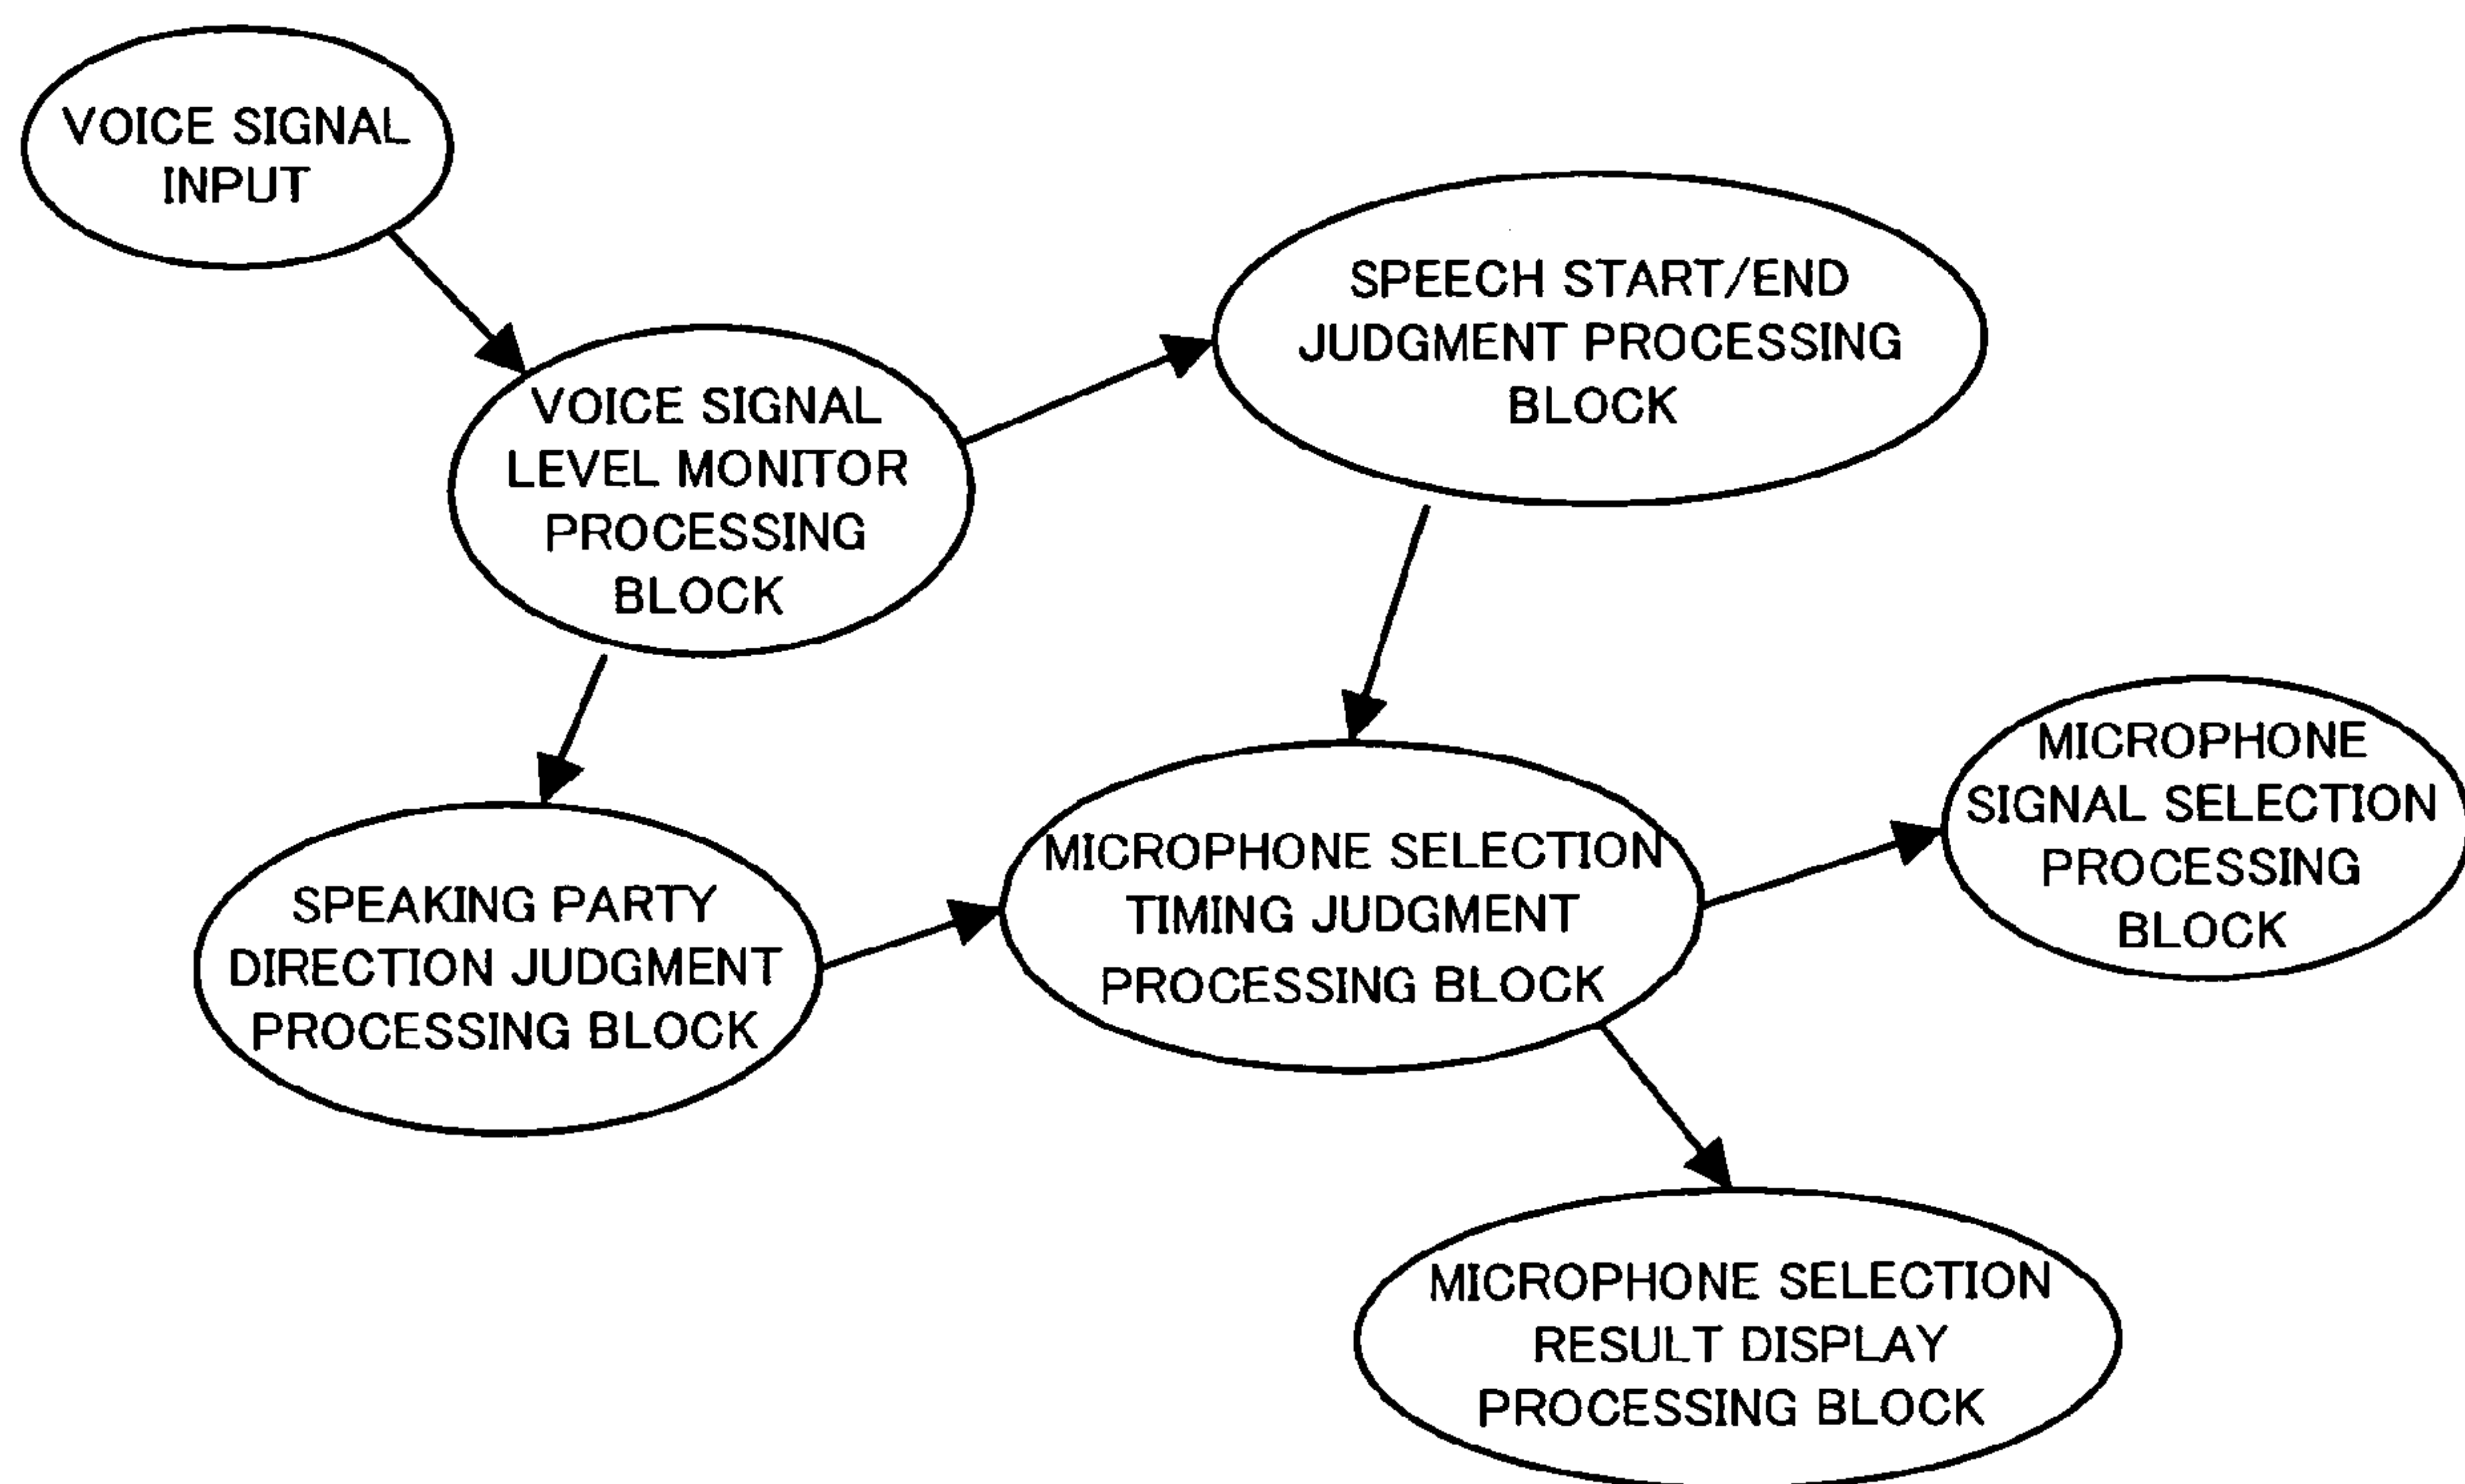 VOICE SIGNAL
INPUT
SPEECH START/END
JUDGMENT PROCESSING
BLOCK
VOICE SIGNAL
LEVEL MONITOR
PROCESSING
BLOCK
MICROPHONE
SIGNAL SELECTION
PROCESSING
BLOCK
SPEAKING PARTY
DIRECTION JUDGMENT
PROCESSING BLOCK
MICROPHONE SELECTION
TIMING JUDGMENT
PROCESSING BLOCK
MICROPHONE SELECTION
RESULT DISPLAY
PROCESSING BLOCK